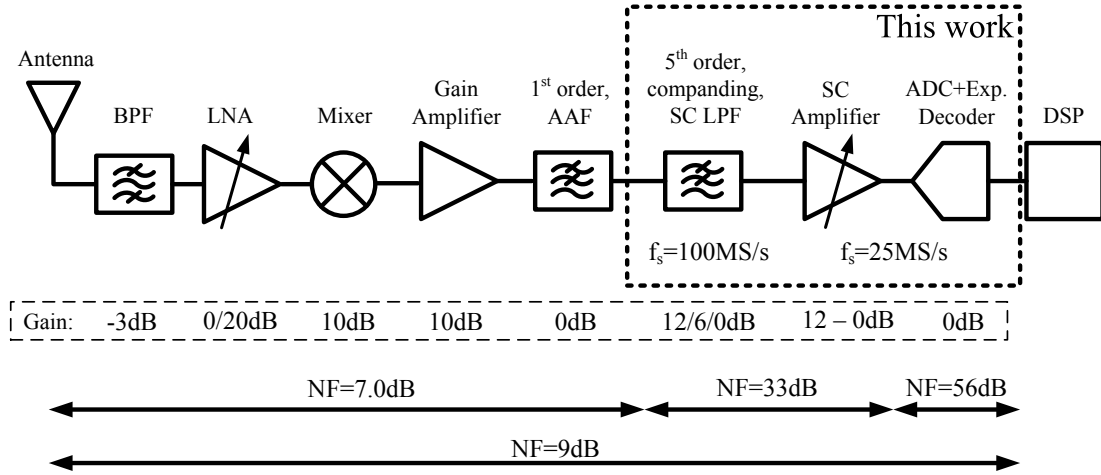 This work
Antenna
BPF
LNA
Mixer
Gain
Amplifier
1st order,
AAF
5th order,
companding,
SC LPF
SC
Amplifier
ADC+Exp.
Decoder
DSP
fs=100MS/s
fs=25MS/s
Gain: -3dB 0/20dB 10dB 10dB 0dB 12/6/0dB 12 – 0dB 0dB
NF=7.0dB NF=33dB NF=56dB
NF=9dB